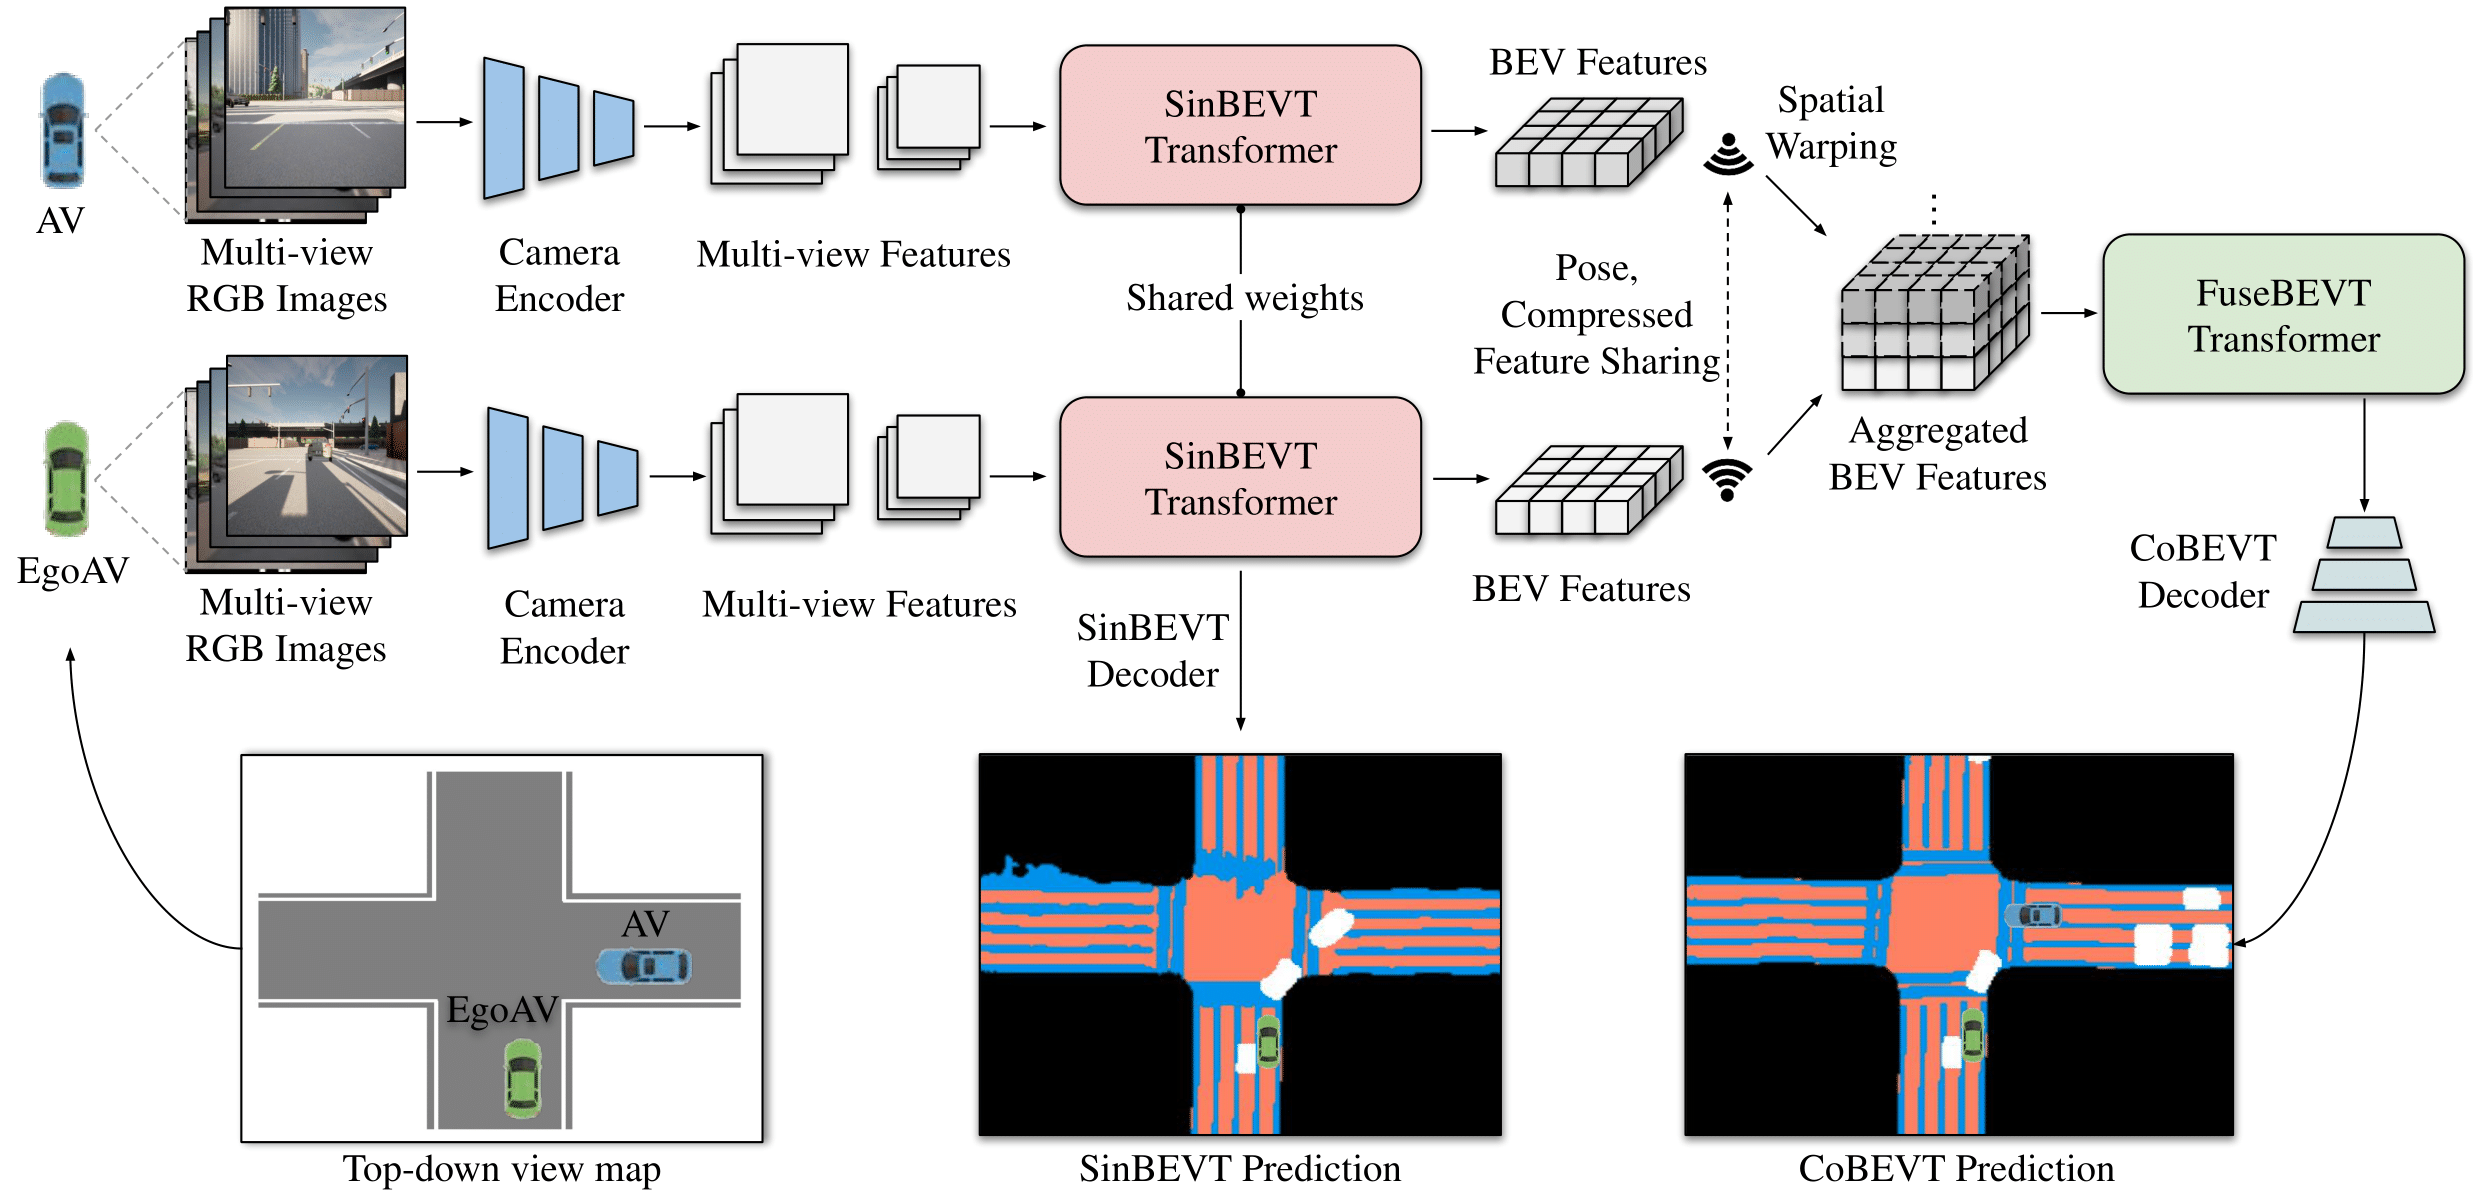 AV
Multi-view
RGB Images
Camera
Encoder
Multi-view Features
SinBEVT
Transformer
BEV Features
Spatial
Warping
Shared weights
Pose,
Compressed
Feature Sharing
Aggregated
BEV Features
FuseBEVT
Transformer
EgoAV
Multi-view
RGB Images
Camera
Encoder
Multi-view Features
SinBEVT
Transformer
BEV Features
SinBEVT
Decoder
CoBEVT
Decoder
AV
EgoAV
Top-down view map
SinBEVT Prediction
CoBEVT Prediction